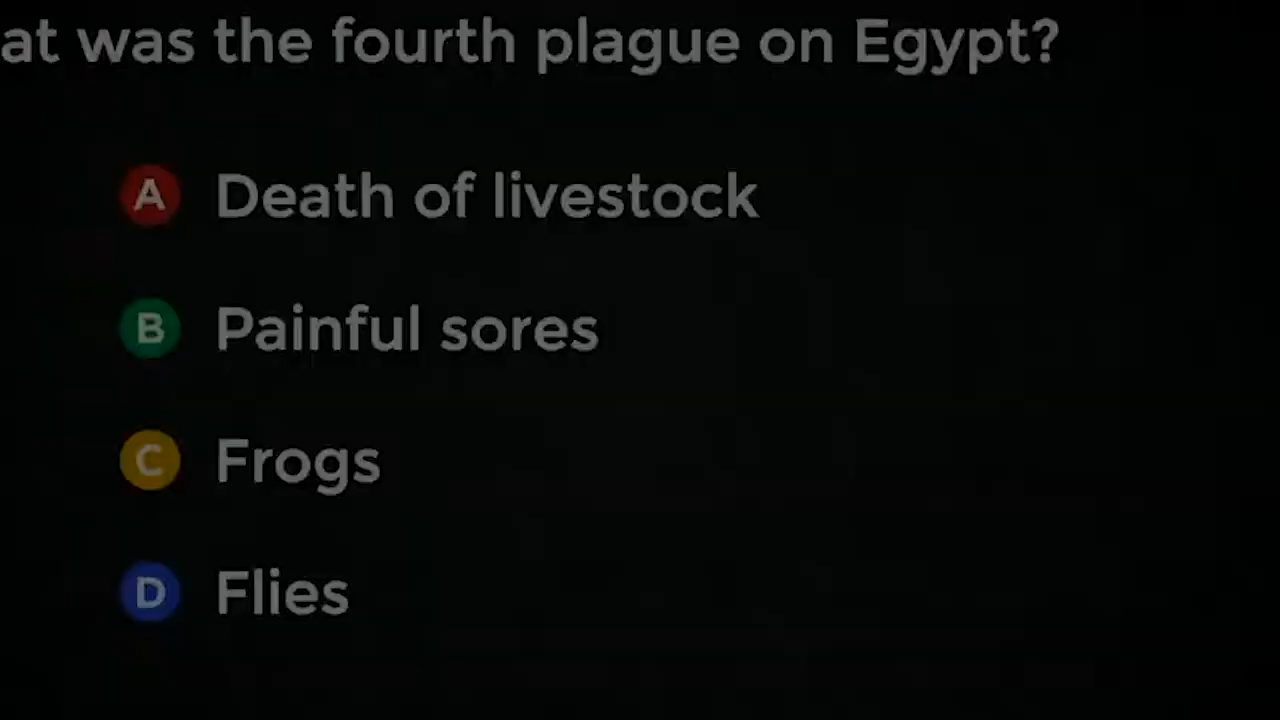 at was the fourth plague on Egypt?
A Death of livestock
B Painful sores
C Frogs
D Flies